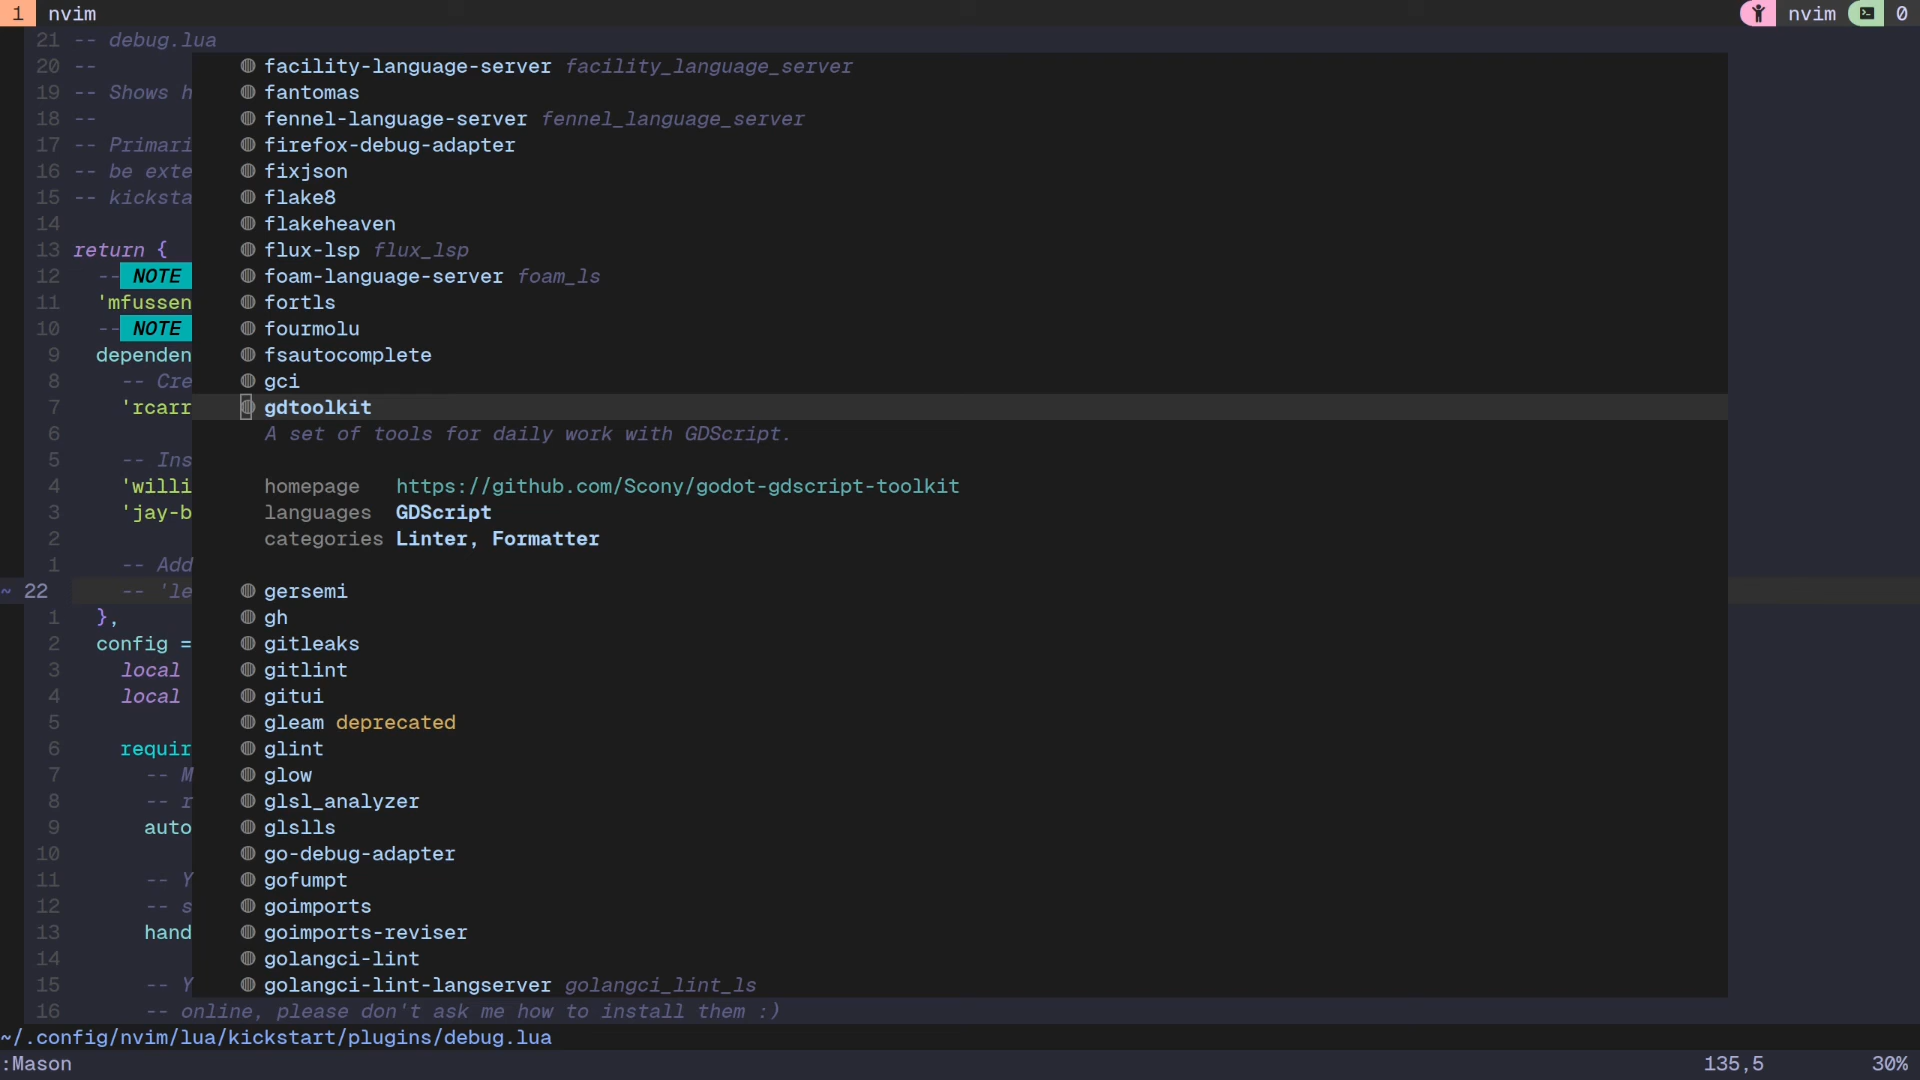 1 nvim nvim 0
21 -- debug.lua
20 -- facility-language-server facility_language_server
19 -- Shows h fantomas
18 -- fennel-language-server fennel_language_server
17 -- Primari firefox-debug-adapter
16 -- be exte fixjson
15 -- kicksta flake8
14 flakeheaven
13 return { flux-lsp flux_lsp
12 -- NOTE foam-language-server foam_ls
11 'mfussen fortls
10 -- NOTE fourmolu
9 dependen fsautocomplete
8 -- Cre gci
7 'rcarr gdtoolkit
6 A set of tools for daily work with GDScript.
5 -- Ins
4 'willi homepage https://github.com/Scony/godot-gdscript-toolkit
3 'jay-b languages GDScript
2 categories Linter, Formatter
1 -- Add
~ 22 -- 'le gersemi
1 }, gh
2 config = gitleaks
3 local gitlint
4 local gitui
5 gleam deprecated
6 requir glint
7 -- M glow
8 -- r glsl_analyzer
9 auto glslls
10 go-debug-adapter
11 -- Y gofumpt
12 -- s goimports
13 hand goimports-reviser
14 golangci-lint
15 -- Y golangci-lint-langserver golangci_lint_ls
16 -- online, please don't ask me how to install them :)
~/.config/nvim/lua/kickstart/plugins/debug.lua
:Mason 135,5 30%